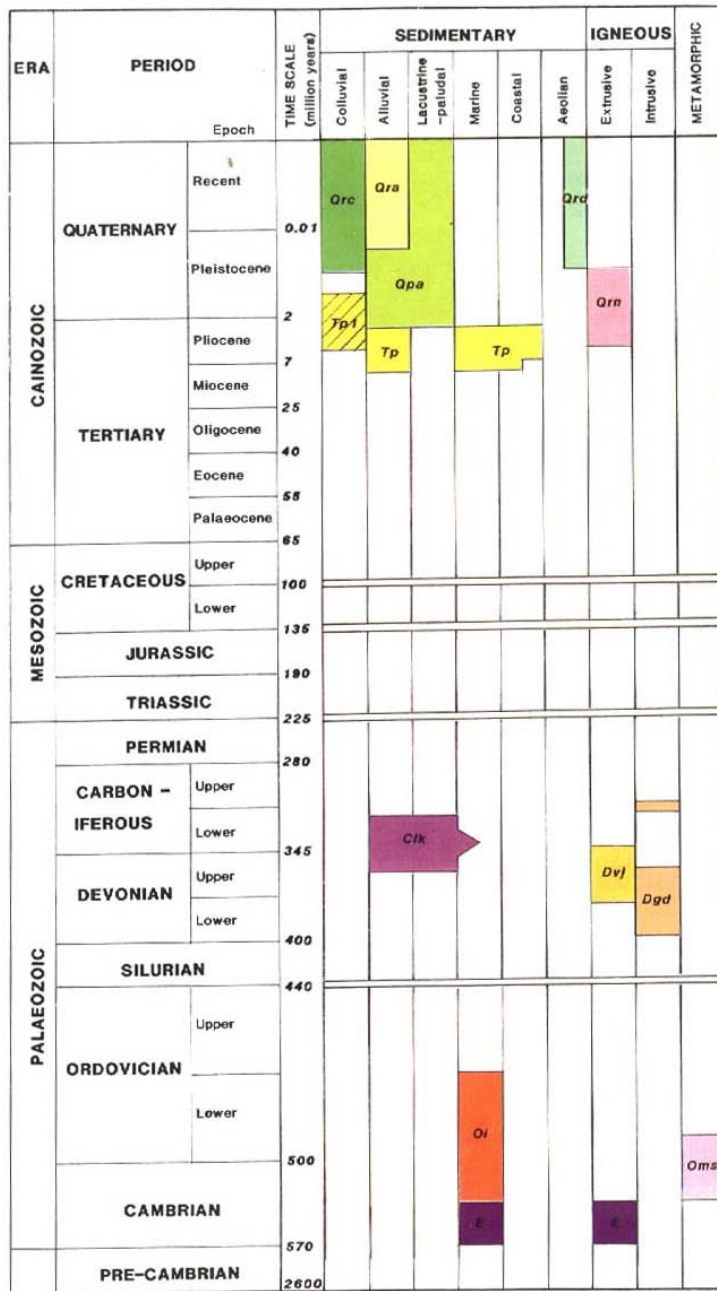 ERA
PERIOD
Epoch
TIME SCALE
(million years)
SEDIMENTARY
IGNEOUS
METAMORPHIC
Colluvial
Alluvial
Lacustrine
-paludal
Marine
Coastal
Aeolian
Extrusive
Intrusive
CAINOZOIC
QUATERNARY
Recent
0.01
Pleistocene
2
TERTIARY
Pliocene
7
Miocene
25
Oligocene
40
Eocene
58
Palaeocene
65
MESOZOIC
CRETACEOUS
Upper
100
Lower
135
JURASSIC
190
TRIASSIC
225
PALAEOZOIC
PERMIAN
280
CARBON -
IFEROUS
Upper
Lower
345
DEVONIAN
Upper
Lower
400
SILURIAN
440
ORDOVICIAN
Upper
Lower
500
CAMBRIAN
570
PRE-CAMBRIAN
2600
Qrc
Qra
Qrd
Qpa
Qrn
Tp1
Tp
Tp
Clk
Dvj
Dgd
Ol
Oms
E
E